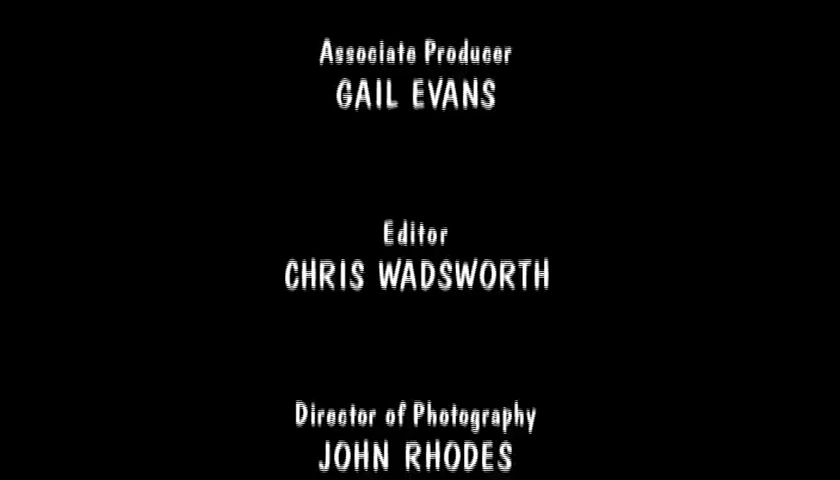 Associate Producer
GAIL EVANS
Editor
CHRIS WADSWORTH
Director of Photography
JOHN RHODES